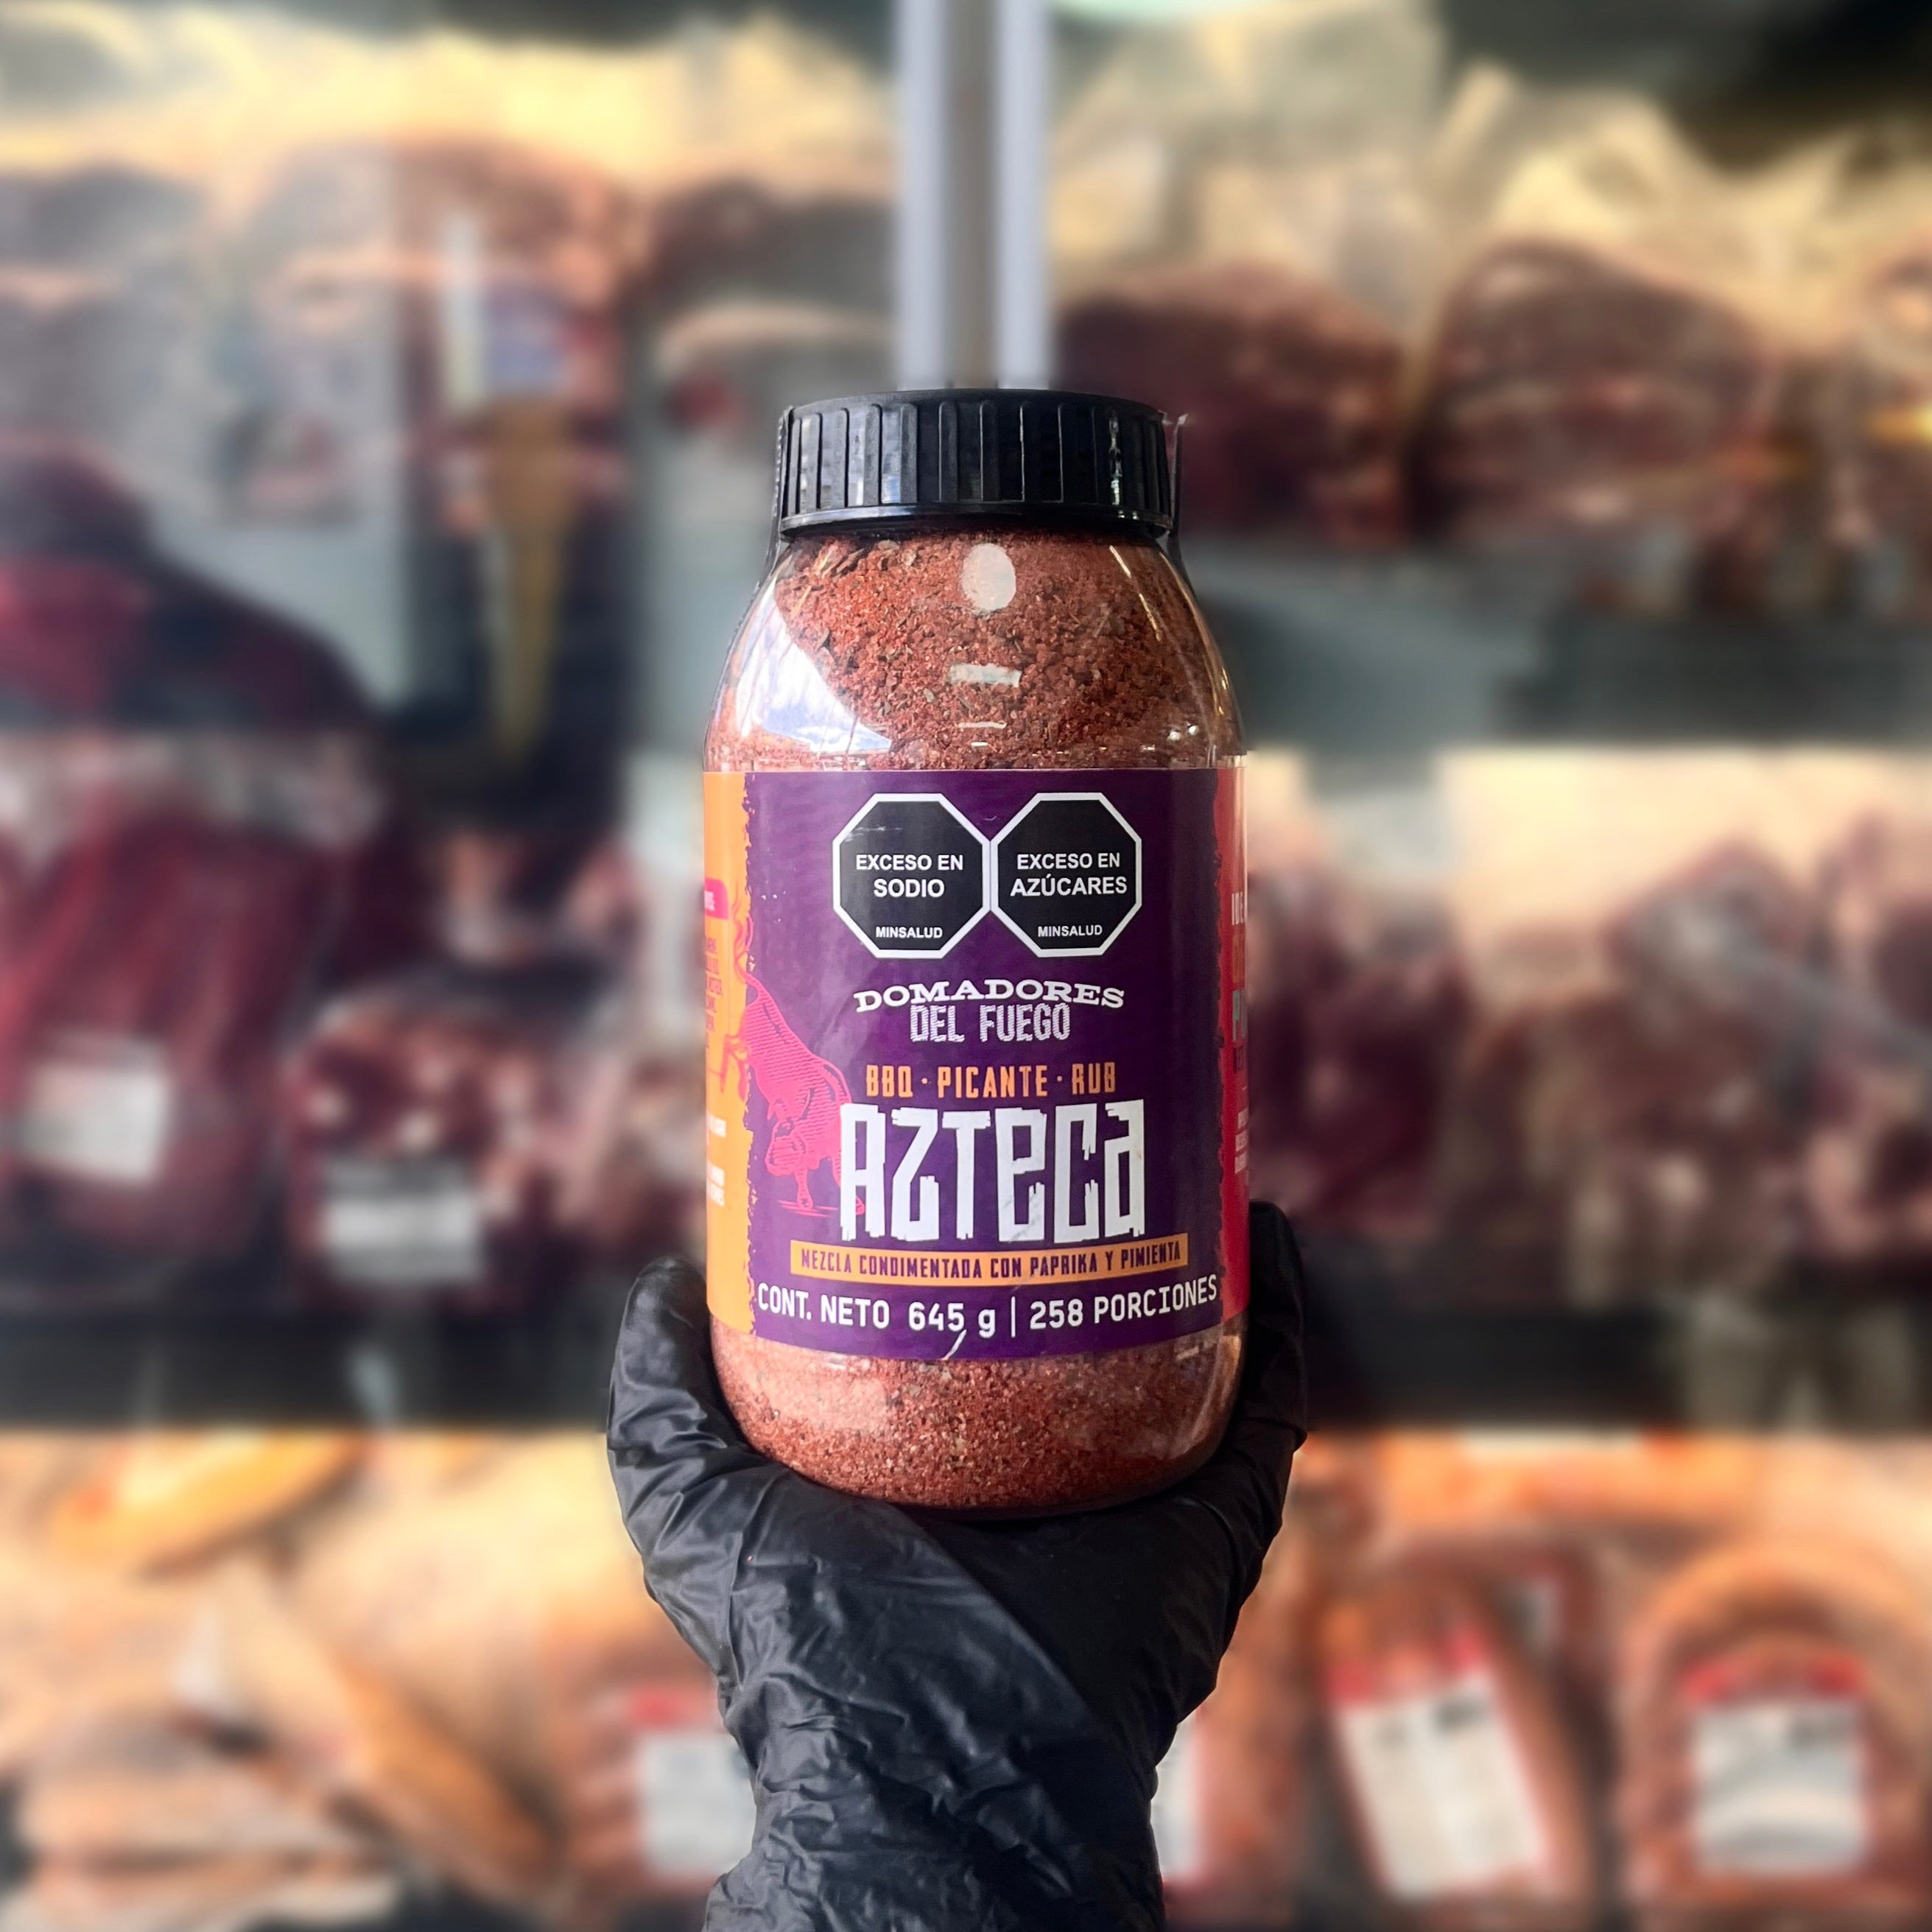 EXCESO EN
SODIO
MINSALUD
EXCESO EN
AZÚCARES
MINSALUD
DOMADORES
DEL FUEGO
BBQ · PICANTE · RUB
AZTECA
MEZCLA CONDIMENTADA CON PAPRIKA Y PIMIENTA
CONT. NETO 645 g | 258 PORCIONES